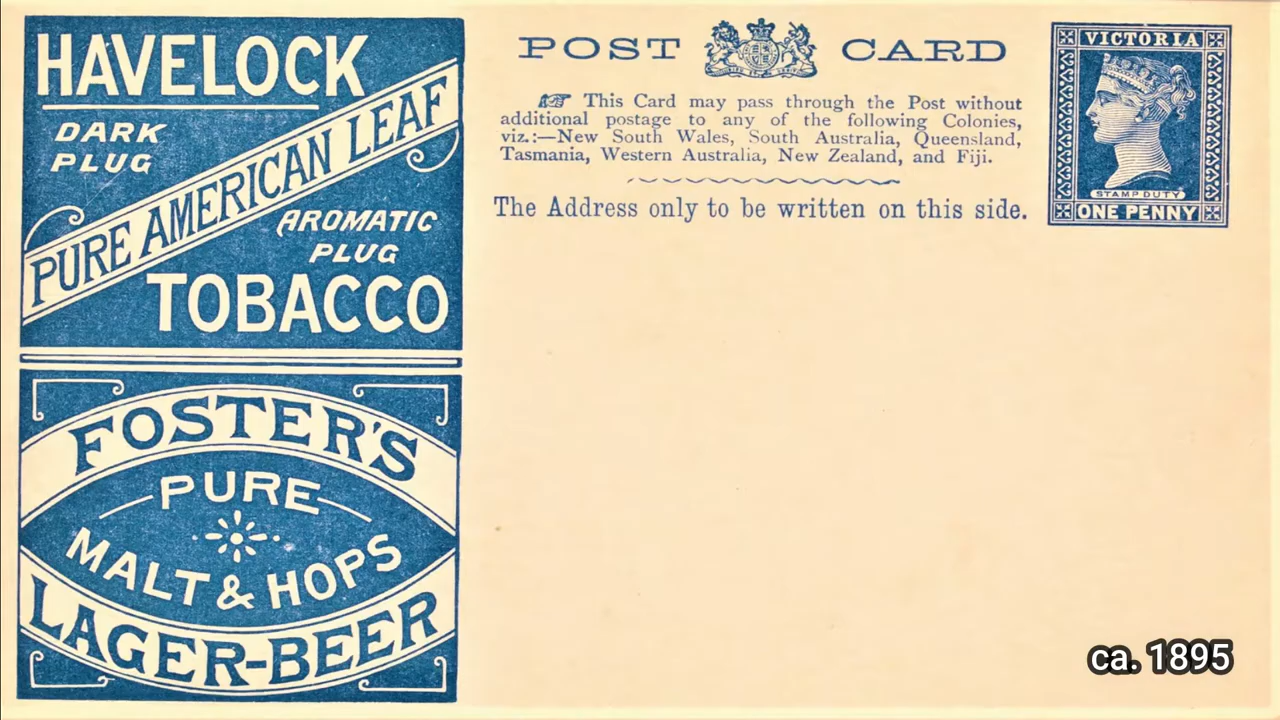 HAVELOCK
DARK
PLUG
PURE AMERICAN LEAF
AROMATIC
PLUG
TOBACCO
FOSTER'S
PURE
MALT & HOPS
LAGER-BEER
POST CARD
☞ This Card may pass through the Post without
additional postage to any of the following Colonies,
viz.:—New South Wales, South Australia, Queensland,
Tasmania, Western Australia, New Zealand, and Fiji.
The Address only to be written on this side.
VICTORIA
STAMP DUTY
ONE PENNY
ca. 1895